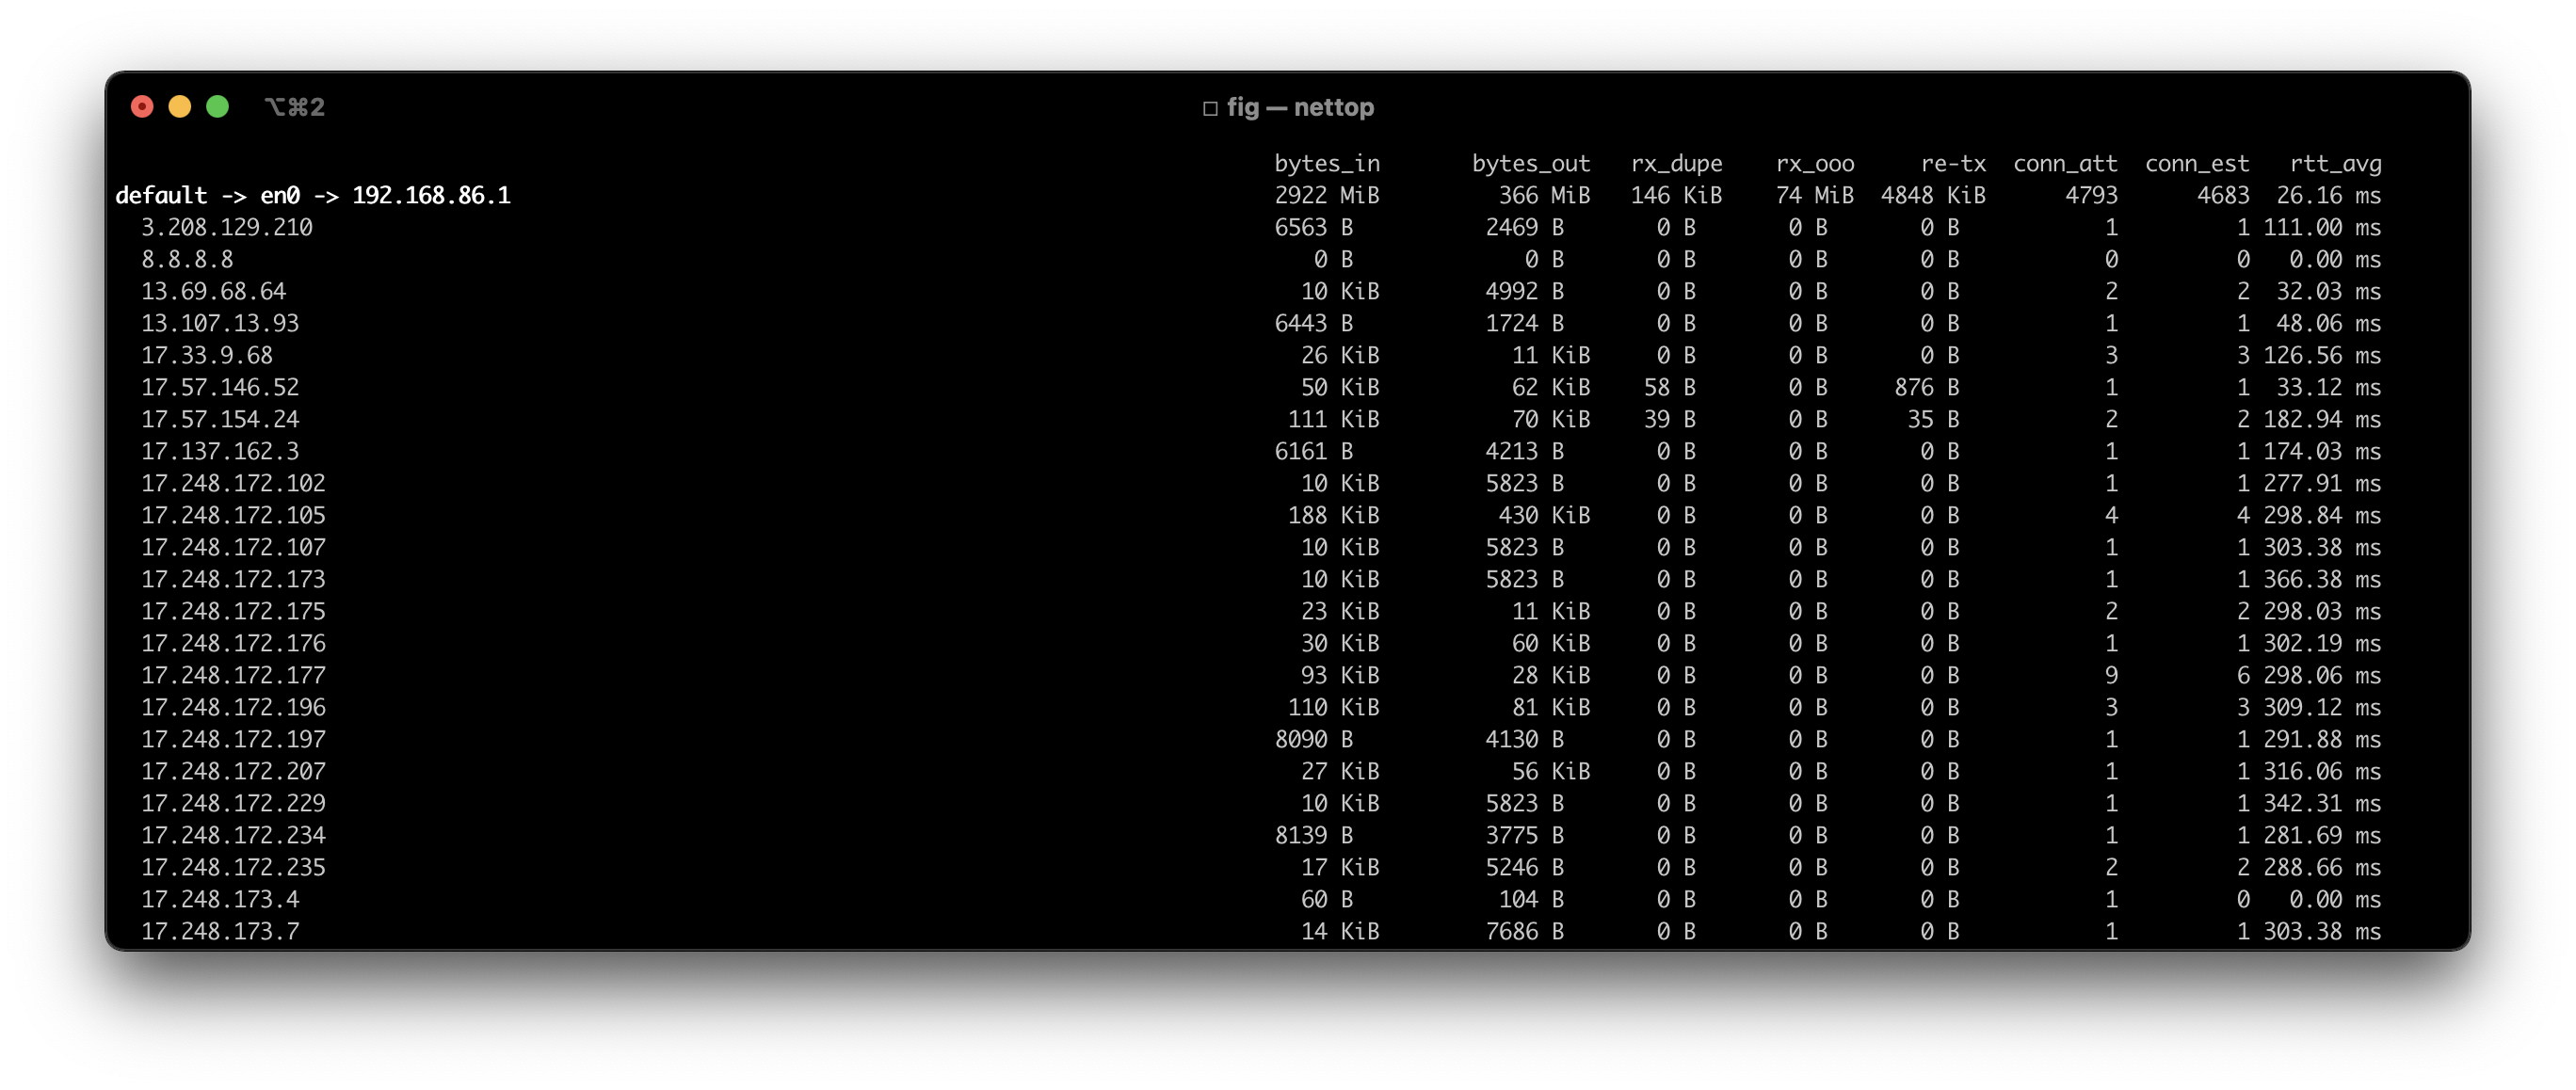 ⌥⌘2 □ fig — nettop
bytes_in bytes_out rx_dupe rx_ooo re-tx conn_att conn_est rtt_avg
default -> en0 -> 192.168.86.1 2922 MiB 366 MiB 146 KiB 74 MiB 4848 KiB 4793 4683 26.16 ms
3.208.129.210 6563 B 2469 B 0 B 0 B 0 B 1 1 111.00 ms
8.8.8.8 0 B 0 B 0 B 0 B 0 B 0 0 0.00 ms
13.69.68.64 10 KiB 4992 B 0 B 0 B 0 B 2 2 32.03 ms
13.107.13.93 6443 B 1724 B 0 B 0 B 0 B 1 1 48.06 ms
17.33.9.68 26 KiB 11 KiB 0 B 0 B 0 B 3 3 126.56 ms
17.57.146.52 50 KiB 62 KiB 58 B 0 B 876 B 1 1 33.12 ms
17.57.154.24 111 KiB 70 KiB 39 B 0 B 35 B 2 2 182.94 ms
17.137.162.3 6161 B 4213 B 0 B 0 B 0 B 1 1 174.03 ms
17.248.172.102 10 KiB 5823 B 0 B 0 B 0 B 1 1 277.91 ms
17.248.172.105 188 KiB 430 KiB 0 B 0 B 0 B 4 4 298.84 ms
17.248.172.107 10 KiB 5823 B 0 B 0 B 0 B 1 1 303.38 ms
17.248.172.173 10 KiB 5823 B 0 B 0 B 0 B 1 1 366.38 ms
17.248.172.175 23 KiB 11 KiB 0 B 0 B 0 B 2 2 298.03 ms
17.248.172.176 30 KiB 60 KiB 0 B 0 B 0 B 1 1 302.19 ms
17.248.172.177 93 KiB 28 KiB 0 B 0 B 0 B 9 6 298.06 ms
17.248.172.196 110 KiB 81 KiB 0 B 0 B 0 B 3 3 309.12 ms
17.248.172.197 8090 B 4130 B 0 B 0 B 0 B 1 1 291.88 ms
17.248.172.207 27 KiB 56 KiB 0 B 0 B 0 B 1 1 316.06 ms
17.248.172.229 10 KiB 5823 B 0 B 0 B 0 B 1 1 342.31 ms
17.248.172.234 8139 B 3775 B 0 B 0 B 0 B 1 1 281.69 ms
17.248.172.235 17 KiB 5246 B 0 B 0 B 0 B 2 2 288.66 ms
17.248.173.4 60 B 104 B 0 B 0 B 0 B 1 0 0.00 ms
17.248.173.7 14 KiB 7686 B 0 B 0 B 0 B 1 1 303.38 ms